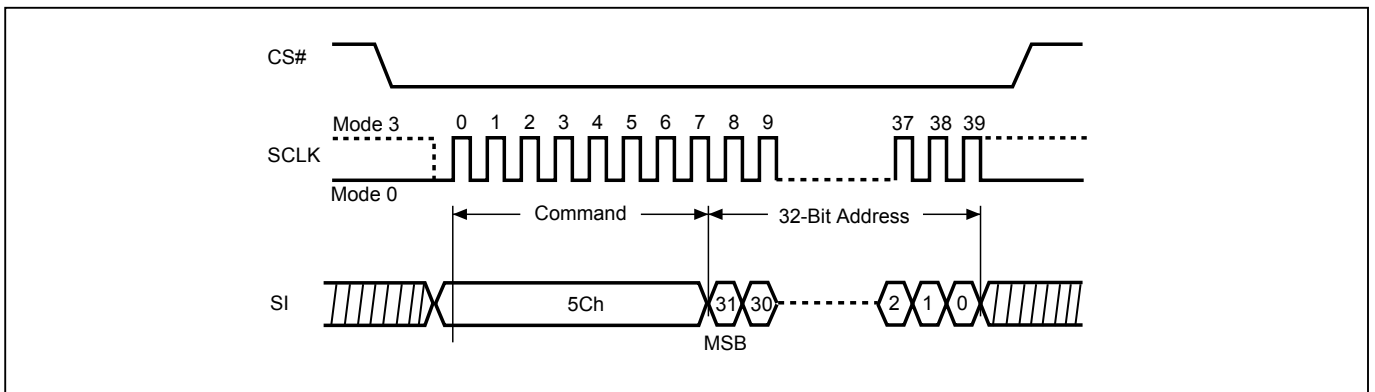 CS#
Mode 3
0 1 2 3 4 5 6 7 8 9 37 38 39
SCLK
Mode 0
Command 32-Bit Address
SI 5Ch 31 30 2 1 0
MSB